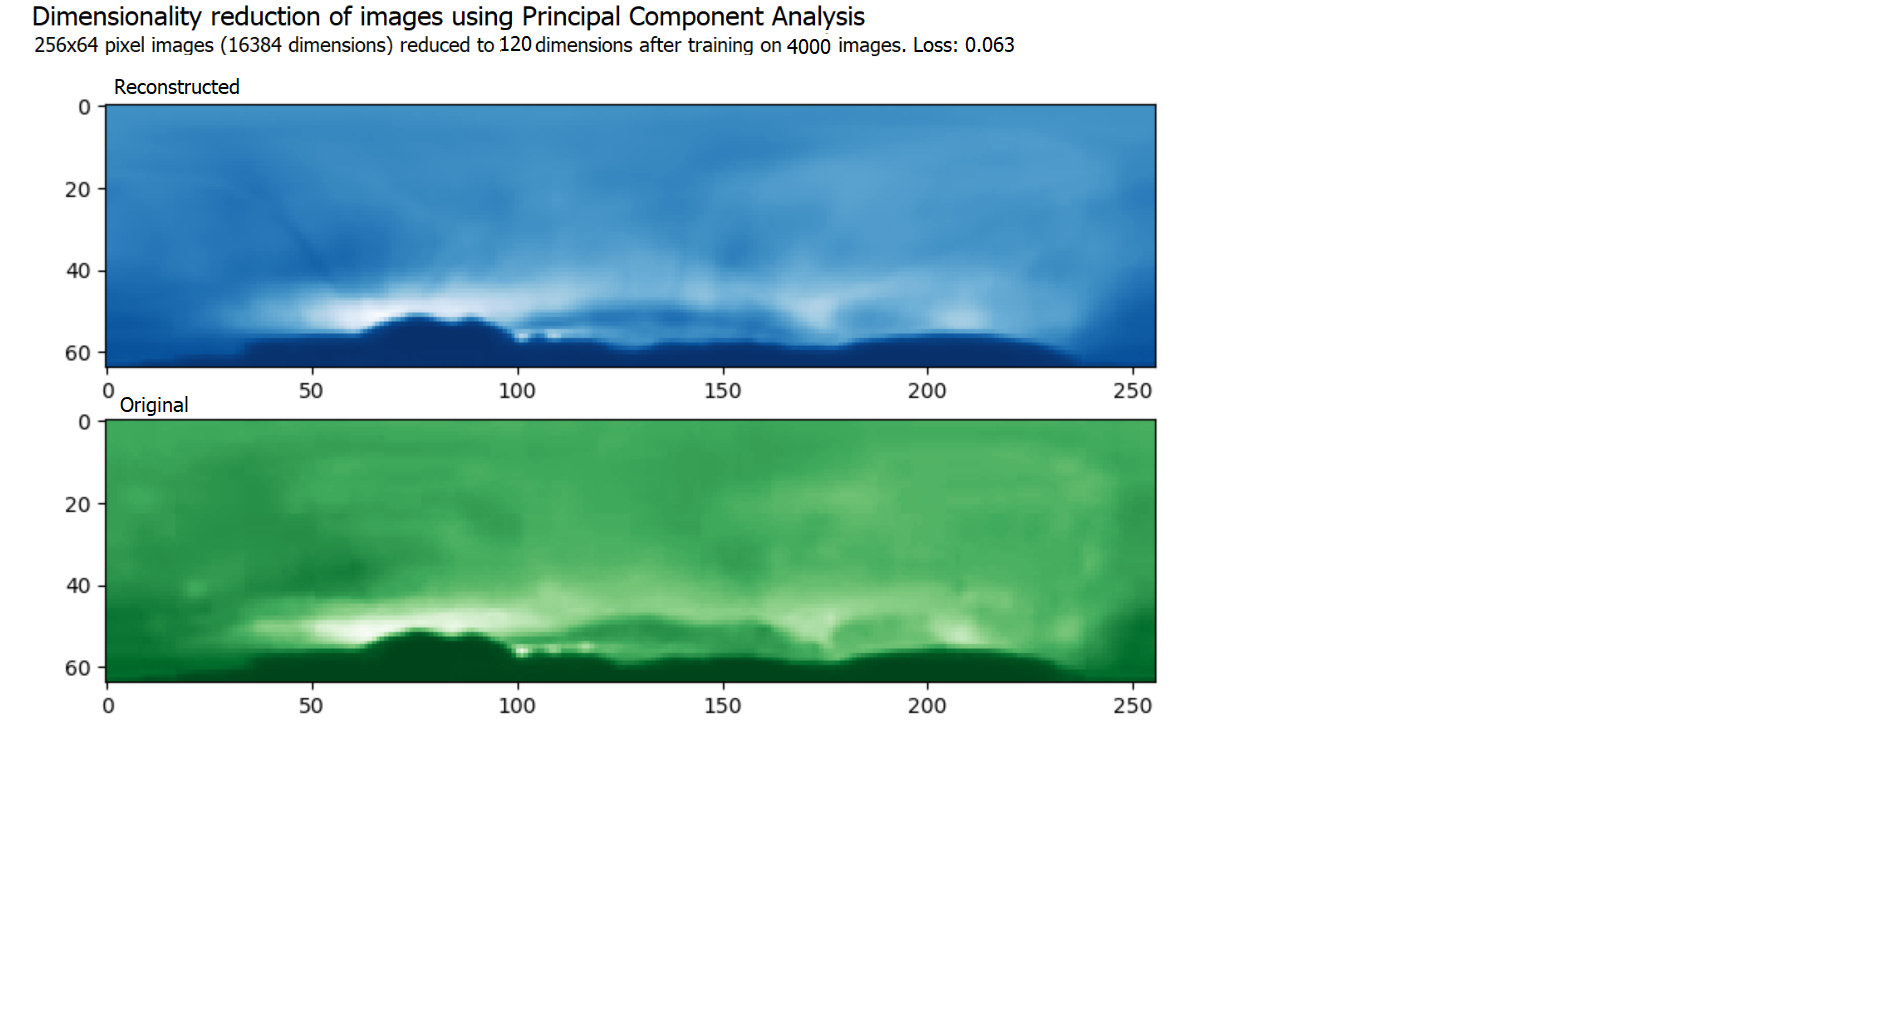 Dimensionality reduction of images using Principal Component Analysis
256x64 pixel images (16384 dimensions) reduced to 120 dimensions after training on 4000 images. Loss: 0.063
Reconstructed
0
20
40
60
0 50 100 150 200 250
Original
0
20
40
60
0 50 100 150 200 250